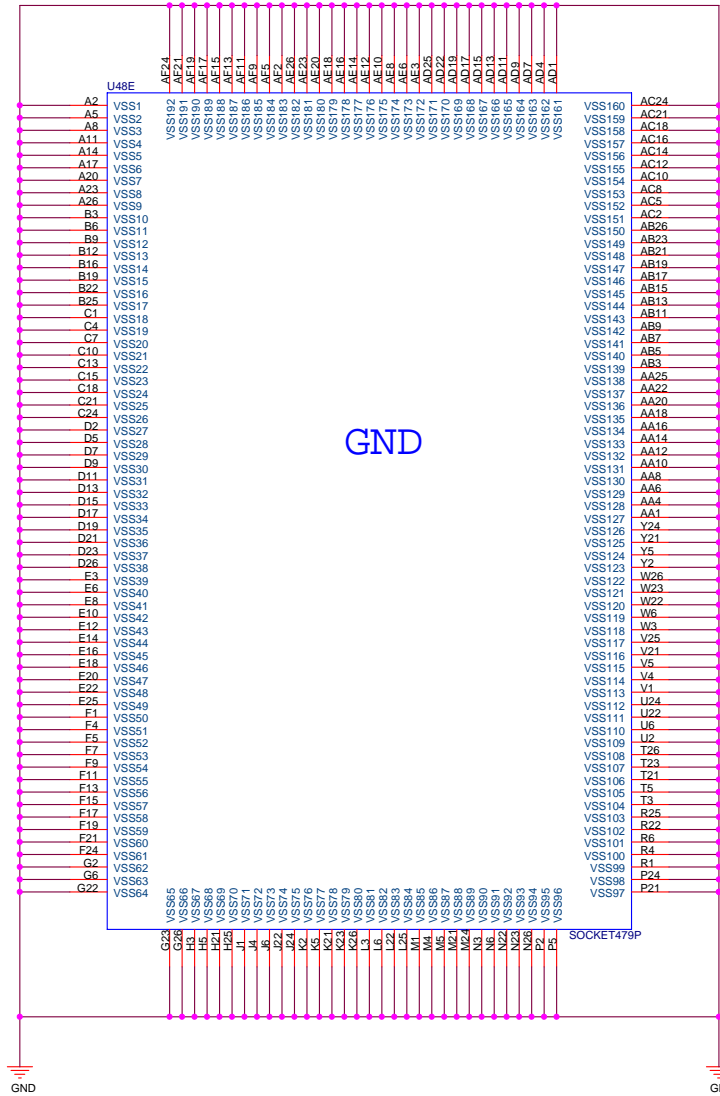 AF24 AF21 AF19 AF17 AF15 AF13 AF11 AF9 AF5 AF2 AE26 AE23 AE20 AE18 AE16 AE14 AE12 AE10 AE8 AE6 AE3 AD25 AD22 AD19 AD17 AD15 AD13 AD11 AD9 AD7 AD4 AD1
U48E
VSS192 VSS191 VSS190 VSS189 VSS188 VSS187 VSS186 VSS185 VSS184 VSS183 VSS182 VSS181 VSS180 VSS179 VSS178 VSS177 VSS176 VSS175 VSS174 VSS173 VSS172 VSS171 VSS170 VSS169 VSS168 VSS167 VSS166 VSS165 VSS164 VSS163 VSS162 VSS161
A2 VSS1 VSS160 AC24
A5 VSS2 VSS159 AC21
A8 VSS3 VSS158 AC18
A11 VSS4 VSS157 AC16
A14 VSS5 VSS156 AC14
A17 VSS6 VSS155 AC12
A20 VSS7 VSS154 AC10
A23 VSS8 VSS153 AC8
A26 VSS9 VSS152 AC5
B3 VSS10 VSS151 AC2
B6 VSS11 VSS150 AB26
B9 VSS12 VSS149 AB23
B12 VSS13 VSS148 AB21
B16 VSS14 VSS147 AB19
B19 VSS15 VSS146 AB17
B22 VSS16 VSS145 AB15
B25 VSS17 VSS144 AB13
C1 VSS18 VSS143 AB11
C4 VSS19 VSS142 AB9
C7 VSS20 VSS141 AB7
C10 VSS21 VSS140 AB5
C13 VSS22 VSS139 AB3
C15 VSS23 VSS138 AA25
C18 VSS24 VSS137 AA22
C21 VSS25 VSS136 AA20
C24 VSS26 VSS135 AA18
D2 VSS27 VSS134 AA16
D5 VSS28 VSS133 AA14
D7 VSS29 VSS132 AA12
D9 VSS30 VSS131 AA10
D11 VSS31 VSS130 AA8
D13 VSS32 VSS129 AA6
D15 VSS33 VSS128 AA4
D17 VSS34 VSS127 AA1
D19 VSS35 VSS126 Y24
D21 VSS36 VSS125 Y21
D23 VSS37 VSS124 Y5
D26 VSS38 VSS123 Y2
E3 VSS39 VSS122 W26
E6 VSS40 VSS121 W23
E8 VSS41 VSS120 W22
E10 VSS42 VSS119 W6
E12 VSS43 VSS118 W3
E14 VSS44 VSS117 V25
E16 VSS45 VSS116 V21
E18 VSS46 VSS115 V5
E20 VSS47 VSS114 V4
E22 VSS48 VSS113 V1
E25 VSS49 VSS112 U24
F1 VSS50 VSS111 U22
F4 VSS51 VSS110 U6
F5 VSS52 VSS109 U2
F7 VSS53 VSS108 T26
F9 VSS54 VSS107 T23
F11 VSS55 VSS106 T21
F13 VSS56 VSS105 T5
F15 VSS57 VSS104 T3
F17 VSS58 VSS103 R25
F19 VSS59 VSS102 R22
F21 VSS60 VSS101 R6
F24 VSS61 VSS100 R4
G2 VSS62 VSS99 R1
G6 VSS63 VSS98 P24
G22 VSS64 VSS97 P21
GND
VSS65 VSS66 VSS67 VSS68 VSS69 VSS70 VSS71 VSS72 VSS73 VSS74 VSS75 VSS76 VSS77 VSS78 VSS79 VSS80 VSS81 VSS82 VSS83 VSS84 VSS85 VSS86 VSS87 VSS88 VSS89 VSS90 VSS91 VSS92 VSS93 VSS94 VSS95 VSS96
SOCKET479P
G23 G26 H3 H5 H21 H25 J1 J4 J6 J22 J24 K2 K5 K21 K23 K26 L3 L6 L22 L25 M1 M4 M5 M21 M24 N3 N6 N22 N23 N26 P2 P5
GND